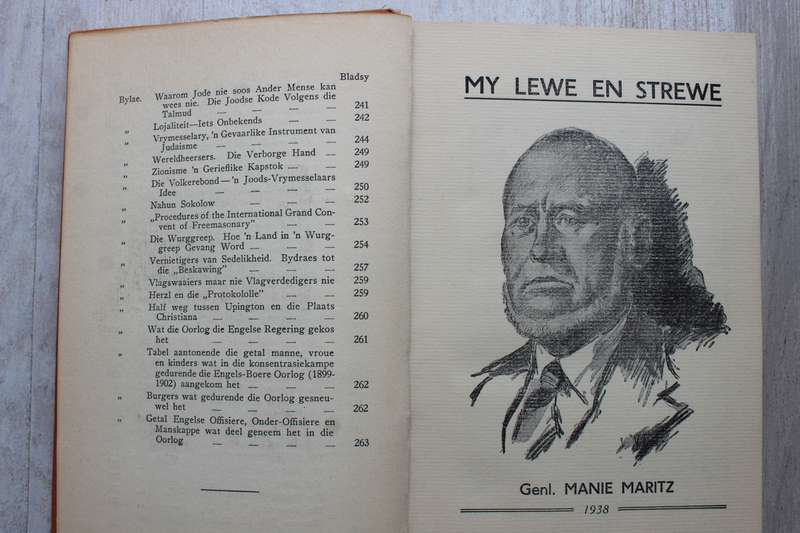 Bladsy
Bylae. Waarom Jode nie soos Ander Mense kan
wees nie. Die Joodse Kode Volgens die
Talmud — — — — 241
„ Lojaliteit—Iets Onbekends — — 242
„ Vrymesselary, 'n Gevaarlike Instrument van
Judaisme — — — — 244
„ Wereldheersers. Die Verborge Hand — 249
„ Zionisme 'n Gerieflike Kapstok — — 249
„ Die Volkerebond — 'n Joods-Vrymesselaars
Idee — — — — 250
„ Nahun Sokolow — — — — 252
„ „Procedures of the International Grand Con-
vent of Freemasonary” — — 253
„ Die Wurggreep. Hoe 'n Land in 'n Wurg-
greep Gevang Word — — — 254
„ Vernietigers van Sedelikheid. Bydraes tot
die „Beskawing” — — — 257
„ Vlagswaaiers maar nie Vlagverdedigers nie 259
„ Herzl en die „Protokololle” — — 259
„ Half weg tussen Upington en die Plaats
Christiana — — — — 260
„ Wat die Oorlog die Engelse Regering gekos
het — — — — — 261
„ Tabel aantonende die getal manne, vroue
en kinders wat in die konsentrasiekampe
gedurende die Engels-Boere Oorlog (1899-
1902) aangekom het — — — 262
„ Burgers wat gedurende die Oorlog gesneu-
wel het — — — — 262
„ Getal Engelse Offisiere, Onder-Offisiere en
Manskappe wat deel geneem het in die
Oorlog — — — — 263
MY LEWE EN STREWE
Genl. MANIE MARITZ
1938